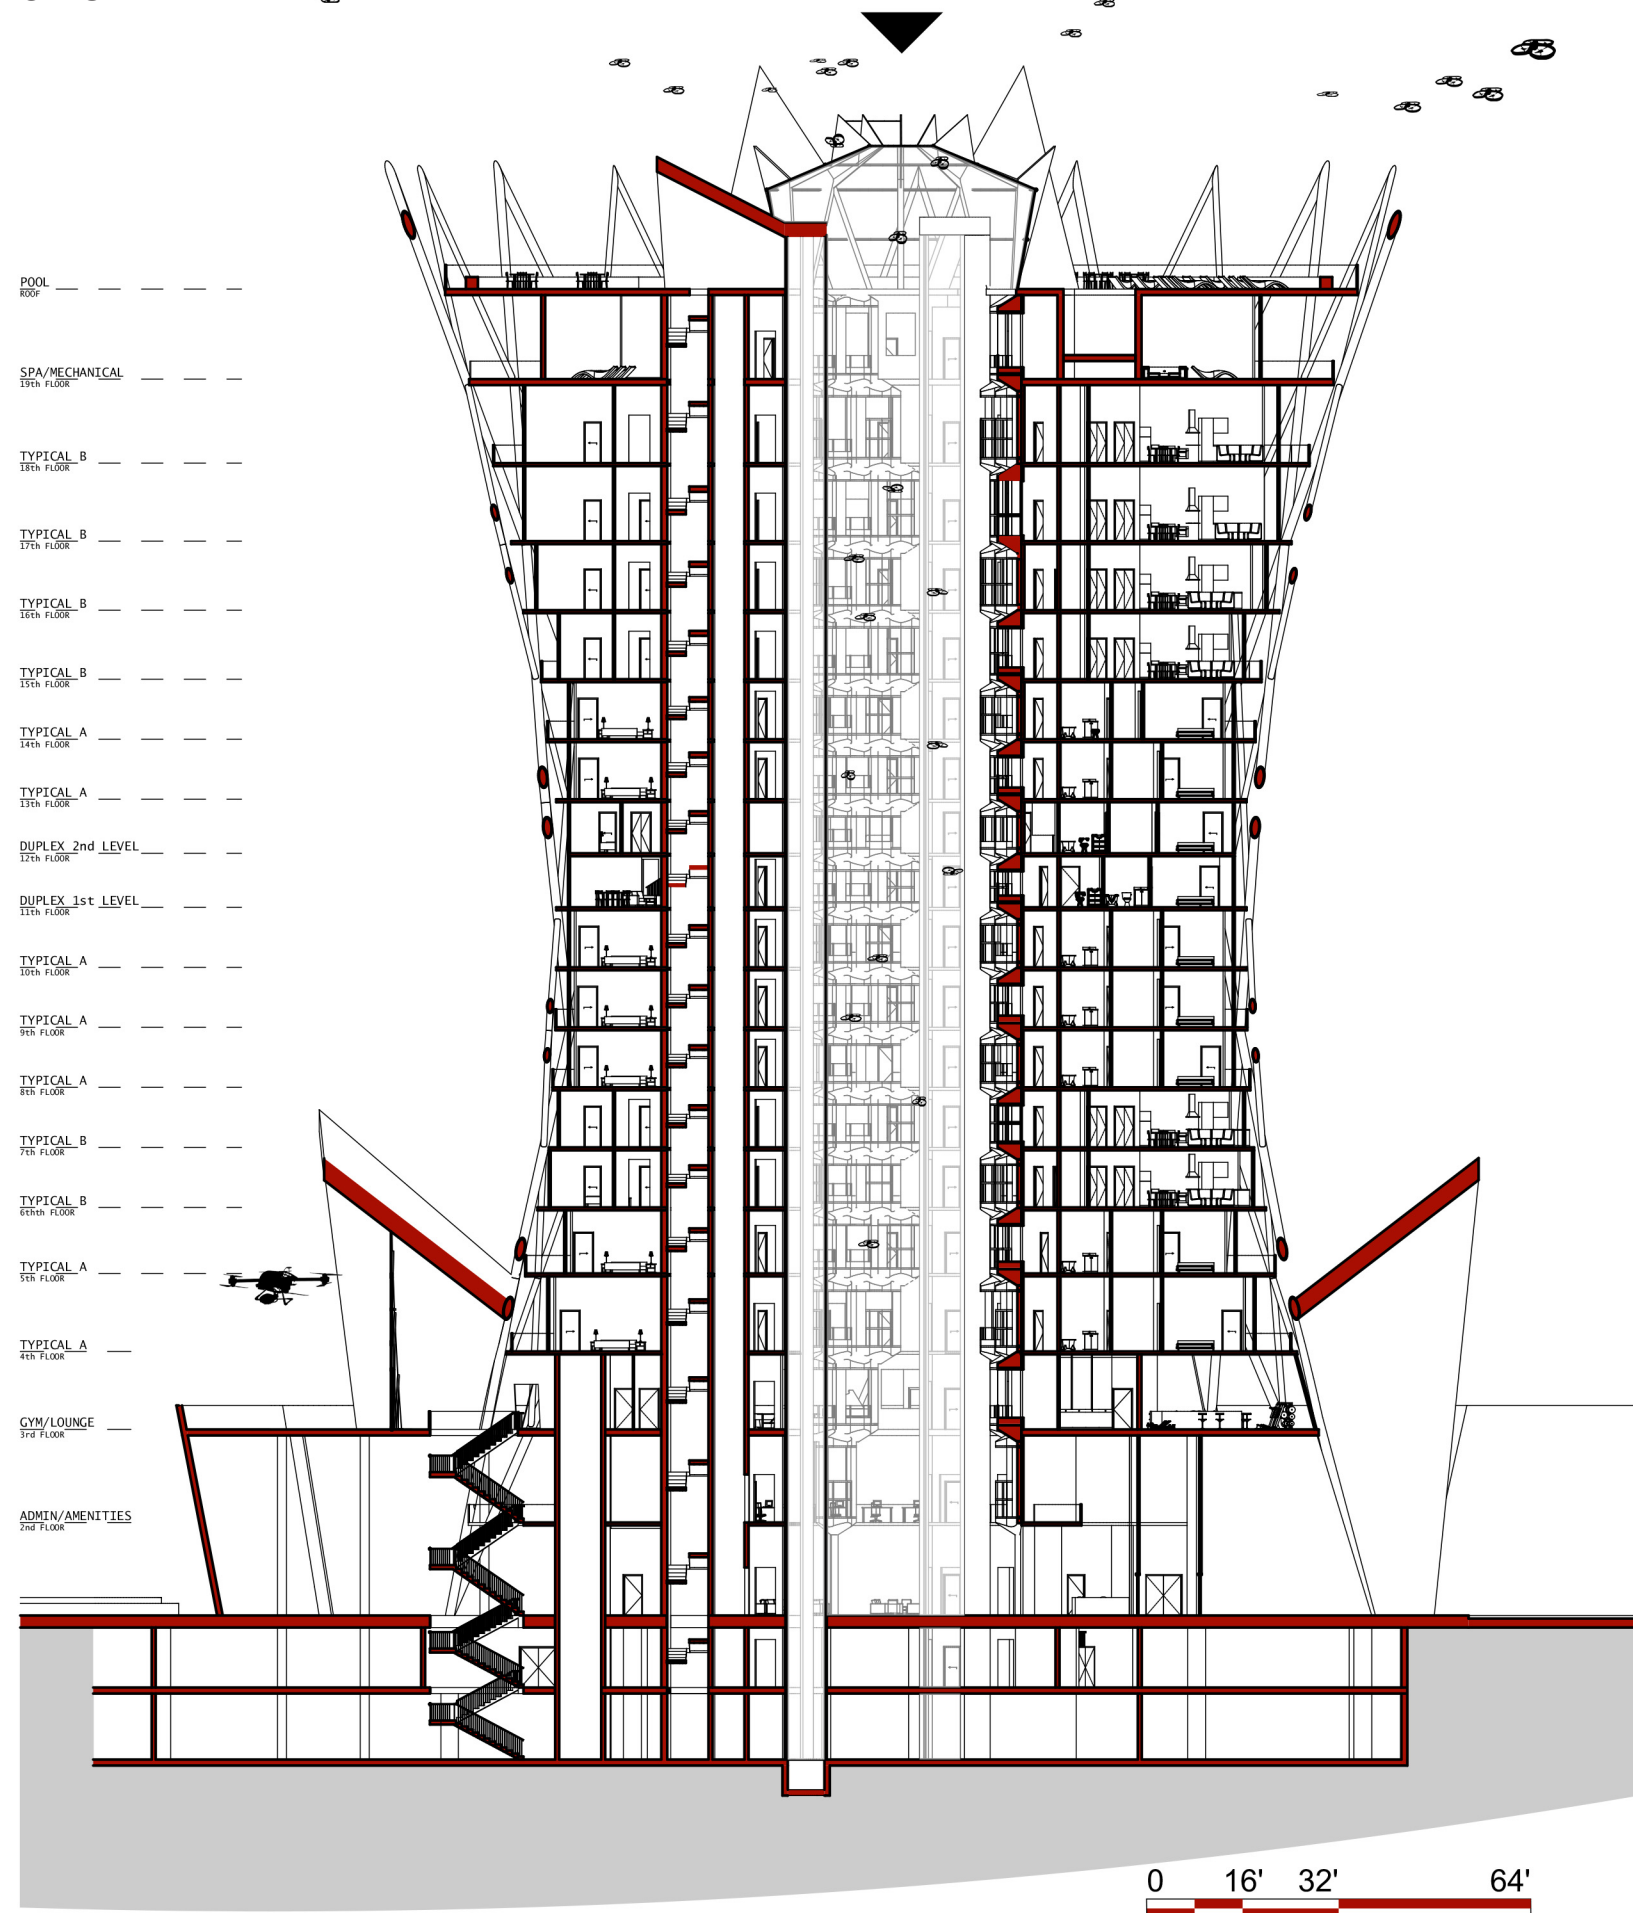 POOL
ROOF
SPA/MECHANICAL
19th FLOOR
TYPICAL B
18th FLOOR
TYPICAL B
17th FLOOR
TYPICAL B
16th FLOOR
TYPICAL B
15th FLOOR
TYPICAL A
14th FLOOR
TYPICAL A
13th FLOOR
DUPLEX 2nd LEVEL
12th FLOOR
DUPLEX 1st LEVEL
11th FLOOR
TYPICAL A
10th FLOOR
TYPICAL A
9th FLOOR
TYPICAL A
8th FLOOR
TYPICAL B
7th FLOOR
TYPICAL B
6thth FLOOR
TYPICAL A
5th FLOOR
TYPICAL A
4th FLOOR
GYM/LOUNGE
3rd FLOOR
ADMIN/AMENITIES
2nd FLOOR
0 16' 32' 64'